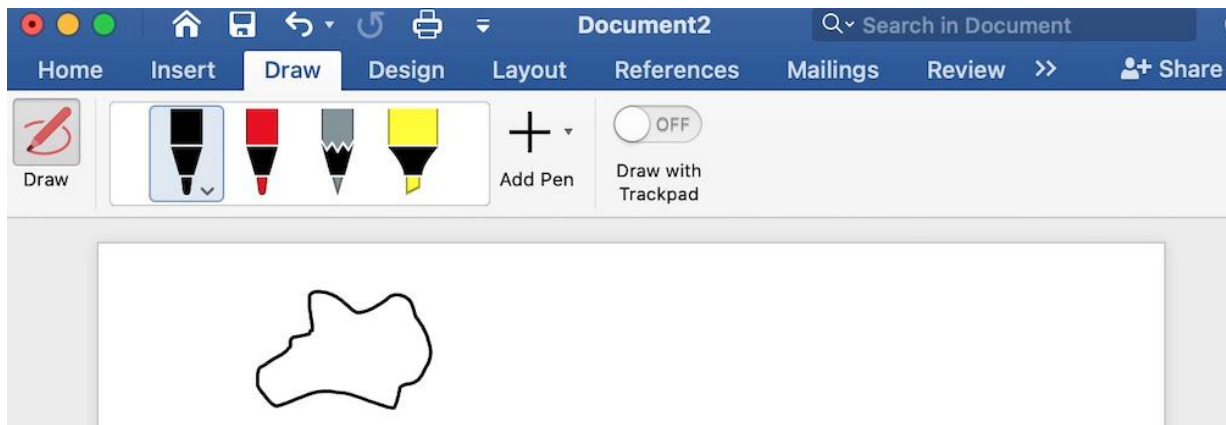 Document2
Search in Document
Home Insert Draw Design Layout References Mailings Review >> Share
Draw
Add Pen
OFF
Draw with
Trackpad